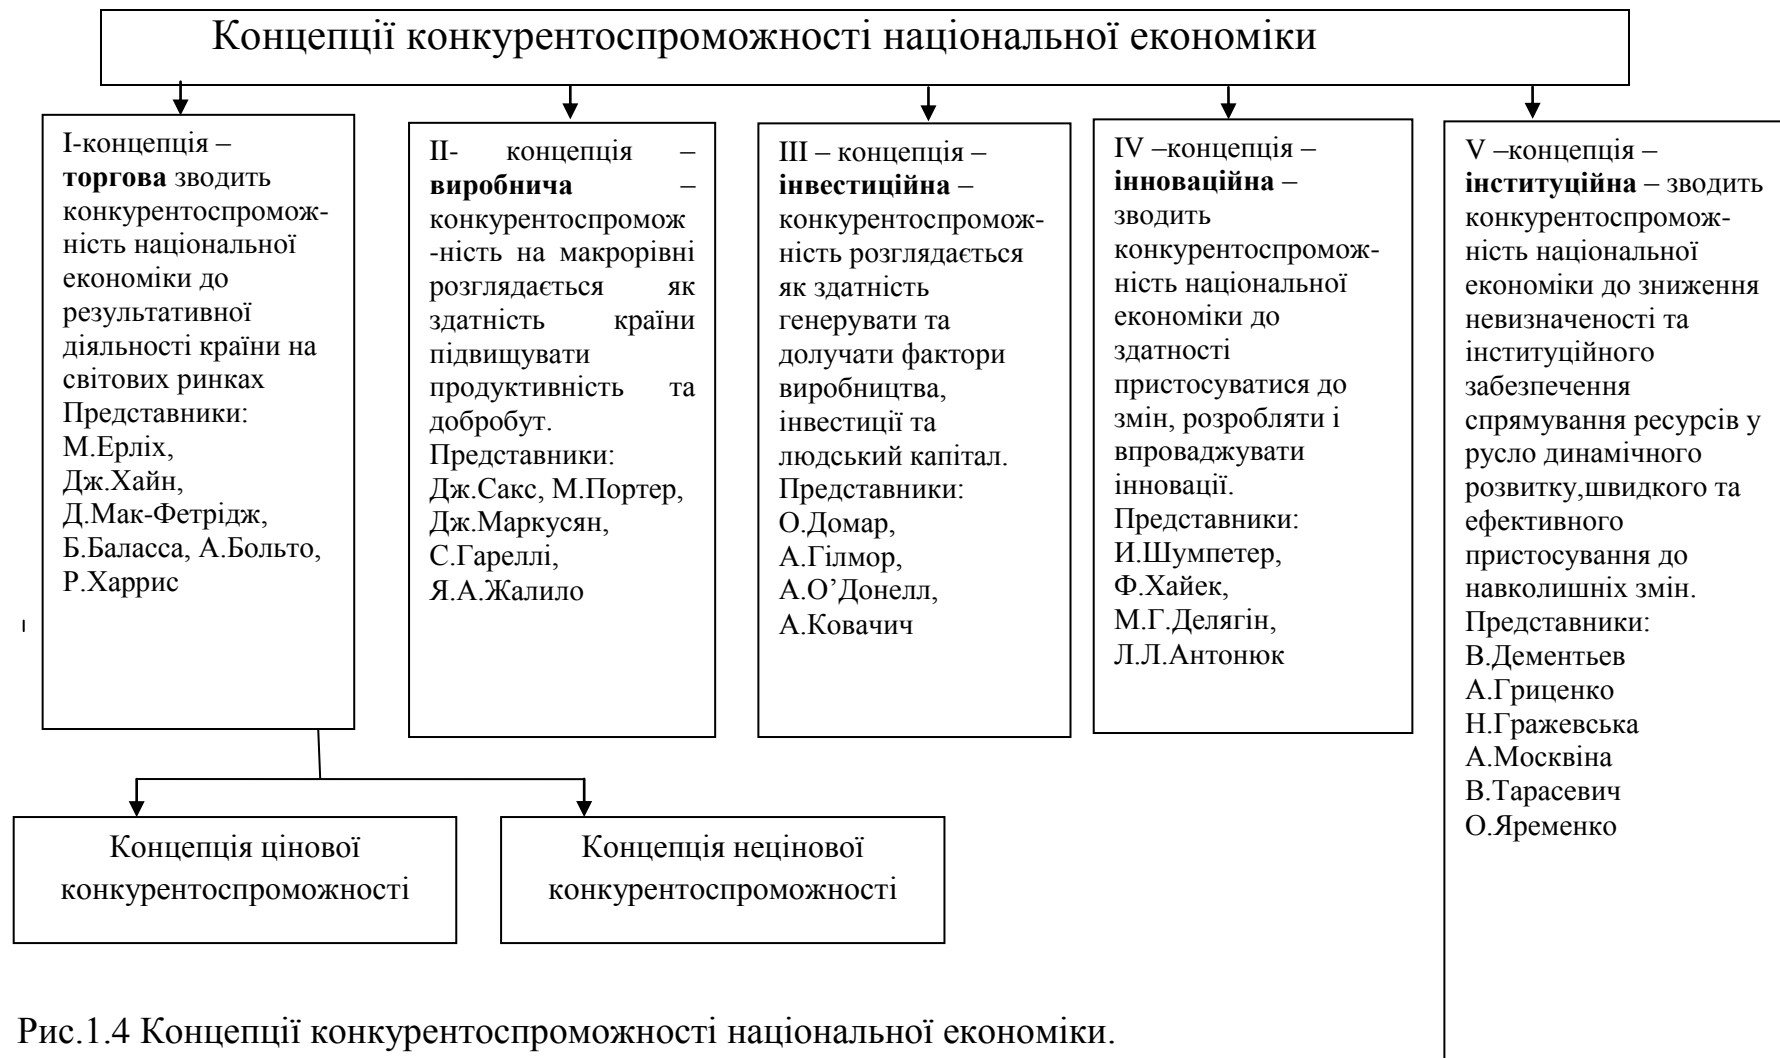 Концепції конкурентоспроможності національної економіки
І-концепція –
торгова зводить
конкурентоспромож-
ність національної
економіки до
результативної
діяльності країни на
світових ринках
Представники:
М.Ерліх,
Дж.Хайн,
Д.Мак-Фетрідж,
Б.Баласса, А.Больто,
Р.Харрис
ІІ- концепція –
виробнича –
конкурентоспромож
-ність на макрорівні
розглядається як
здатність країни
підвищувати
продуктивність та
добробут.
Представники:
Дж.Сакс, М.Портер,
Дж.Маркусян,
С.Гареллі,
Я.А.Жалило
ІІІ – концепція –
інвестиційна –
конкурентоспромож-
ність розглядається
як здатність
генерувати та
долучати фактори
виробництва,
інвестиції та
людський капітал.
Представники:
О.Домар,
А.Гілмор,
А.О’Донелл,
А.Ковачич
IV –концепція –
інноваційна –
зводить
конкурентоспромож-
ність національної
економіки до
здатності
пристосуватися до
змін, розробляти і
впроваджувати
інновації.
Представники:
И.Шумпетер,
Ф.Хайек,
М.Г.Делягін,
Л.Л.Антонюк
V –концепція –
інституційна – зводить
конкурентоспромож-
ність національної
економіки до зниження
невизначеності та
інституційного
забезпечення
спрямування ресурсів у
русло динамічного
розвитку,швидкого та
ефективного
пристосування до
навколишніх змін.
Представники:
В.Дементьев
А.Гриценко
Н.Гражевська
А.Москвіна
В.Тарасевич
О.Яременко
Концепція цінової
конкурентоспроможності
Концепція нецінової
конкурентоспроможності
Рис.1.4 Концепції конкурентоспроможності національної економіки.